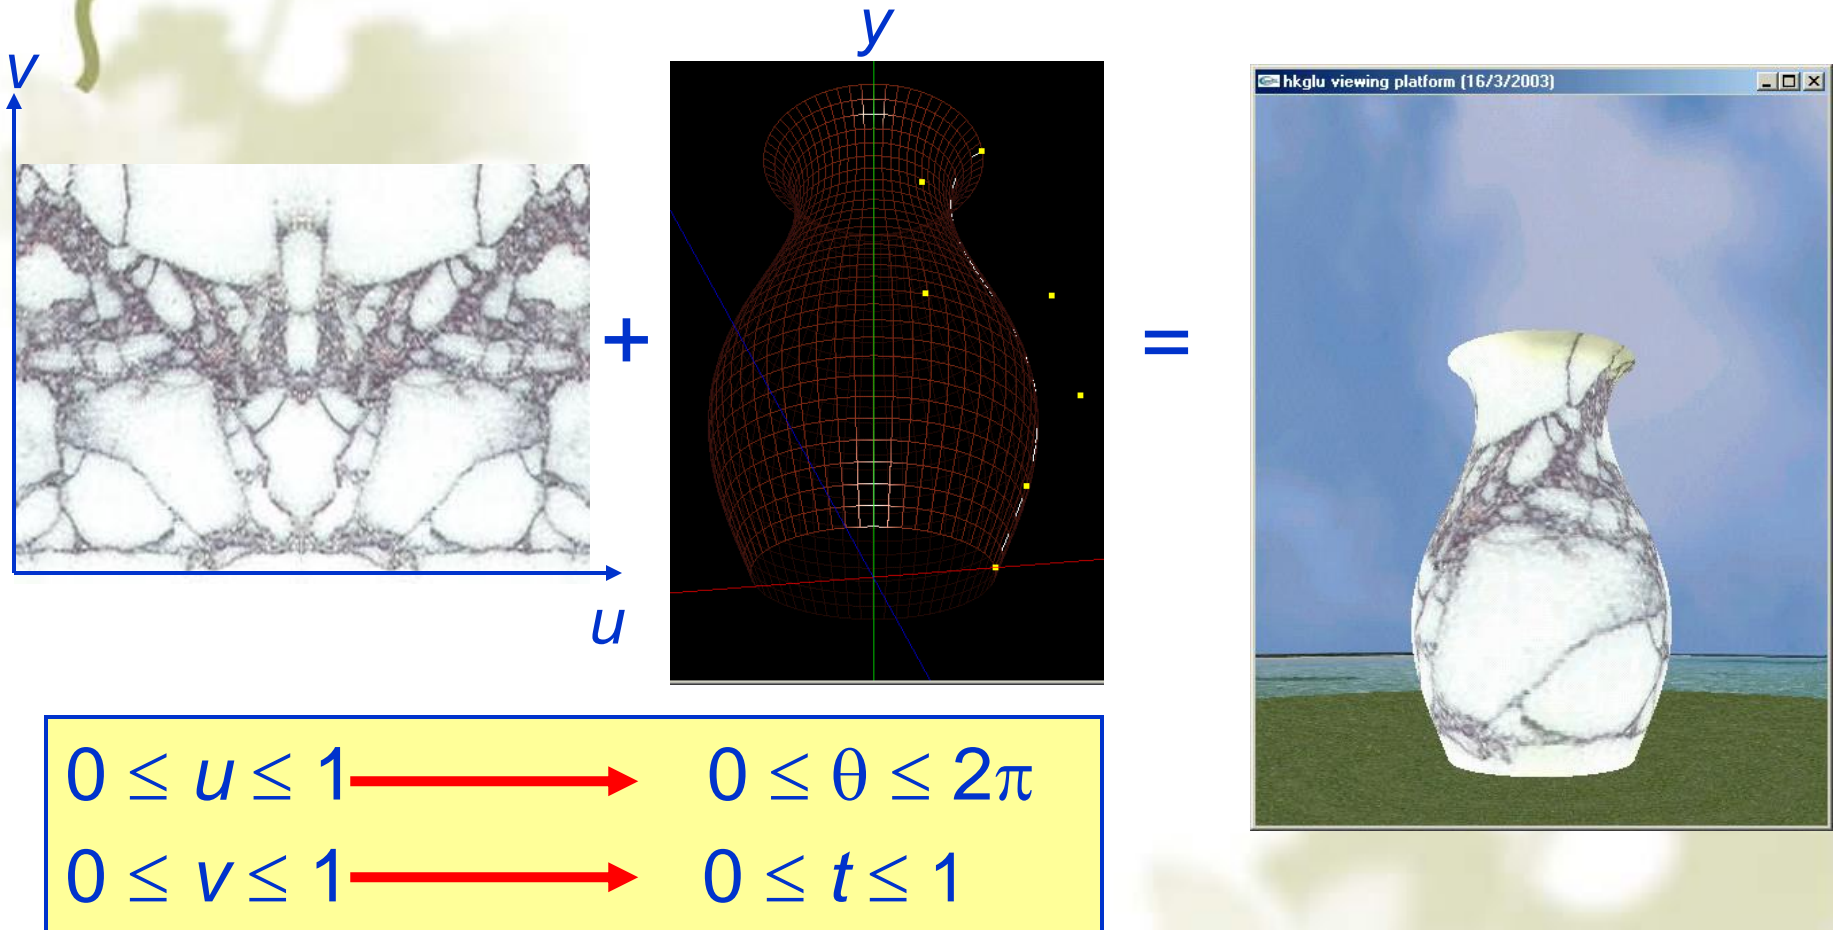 y
v
hkglu viewing platform (16/3/2003)
+
=
u
0 ≤ u ≤ 1 0 ≤ θ ≤ 2π
0 ≤ v ≤ 1 0 ≤ t ≤ 1